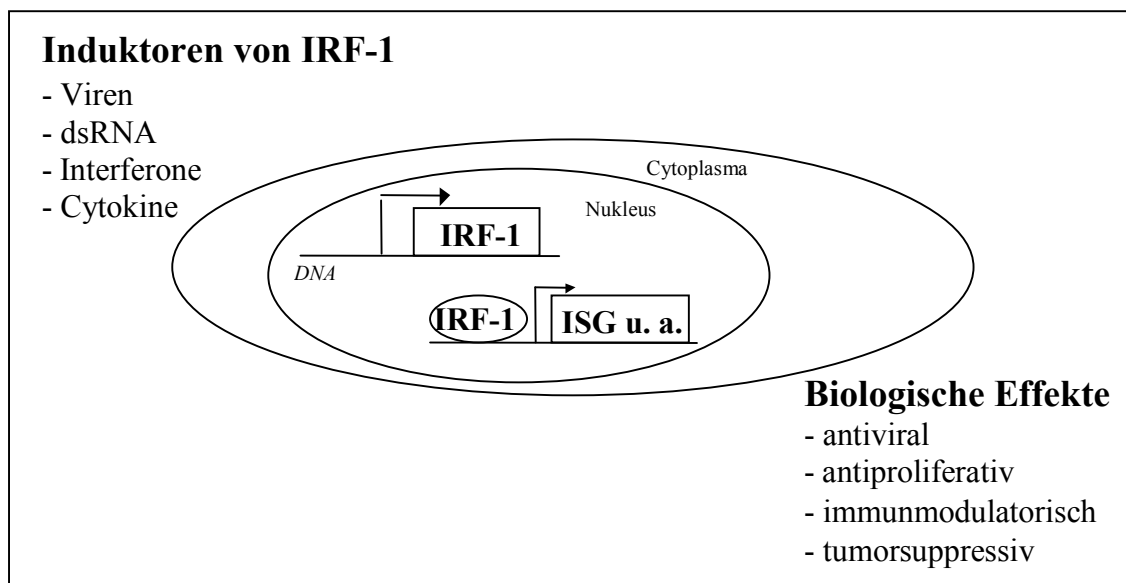 Induktoren von IRF-1
- Viren
- dsRNA
- Interferone
- Cytokine
Cytoplasma
Nukleus
IRF-1
DNA
IRF-1
ISG u. a.
Biologische Effekte
- antiviral
- antiproliferativ
- immunmodulatorisch
- tumorsuppressiv